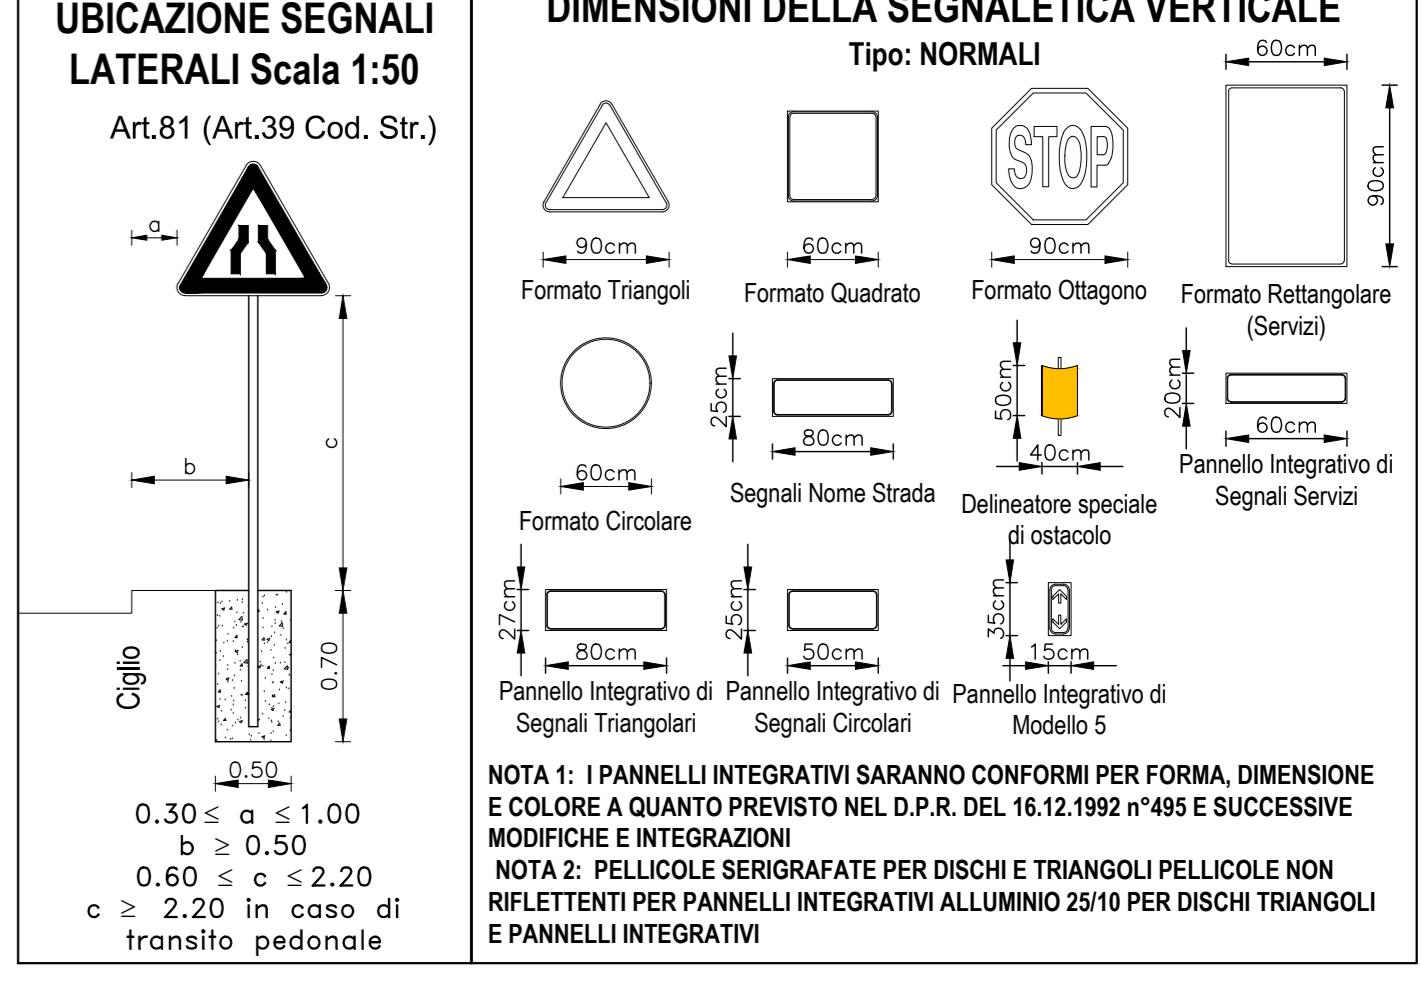 UBICAZIONE SEGNALI
LATERALI Scala 1:50
Art.81 (Art.39 Cod. Str.)
a
c
b
Ciglio
0.70
0.50
0.30≤ a ≤1.00
b ≥ 0.50
0.60 ≤ c ≤2.20
c ≥ 2.20 in caso di
transito pedonale
DIMENSIONI DELLA SEGNALETICA VERTICALE
Tipo: NORMALI
90cm
Formato Triangoli
60cm
Formato Quadrato
STOP
90cm
Formato Ottagono
60cm
90cm
Formato Rettangolare
(Servizi)
60cm
Formato Circolare
25cm
80cm
Segnali Nome Strada
50cm
40cm
Delineatore speciale
di ostacolo
20cm
60cm
Pannello Integrativo di
Segnali Servizi
27cm
80cm
Pannello Integrativo di
Segnali Triangolari
25cm
50cm
Pannello Integrativo di
Segnali Circolari
35cm
15cm
Pannello Integrativo di
Modello 5
NOTA 1: I PANNELLI INTEGRATIVI SARANNO CONFORMI PER FORMA, DIMENSIONE
E COLORE A QUANTO PREVISTO NEL D.P.R. DEL 16.12.1992 n°495 E SUCCESSIVE
MODIFICHE E INTEGRAZIONI
NOTA 2: PELLICOLE SERIGRAFATE PER DISCHI E TRIANGOLI PELLICOLE NON
RIFLETTENTI PER PANNELLI INTEGRATIVI ALLUMINIO 25/10 PER DISCHI TRIANGOLI
E PANNELLI INTEGRATIVI